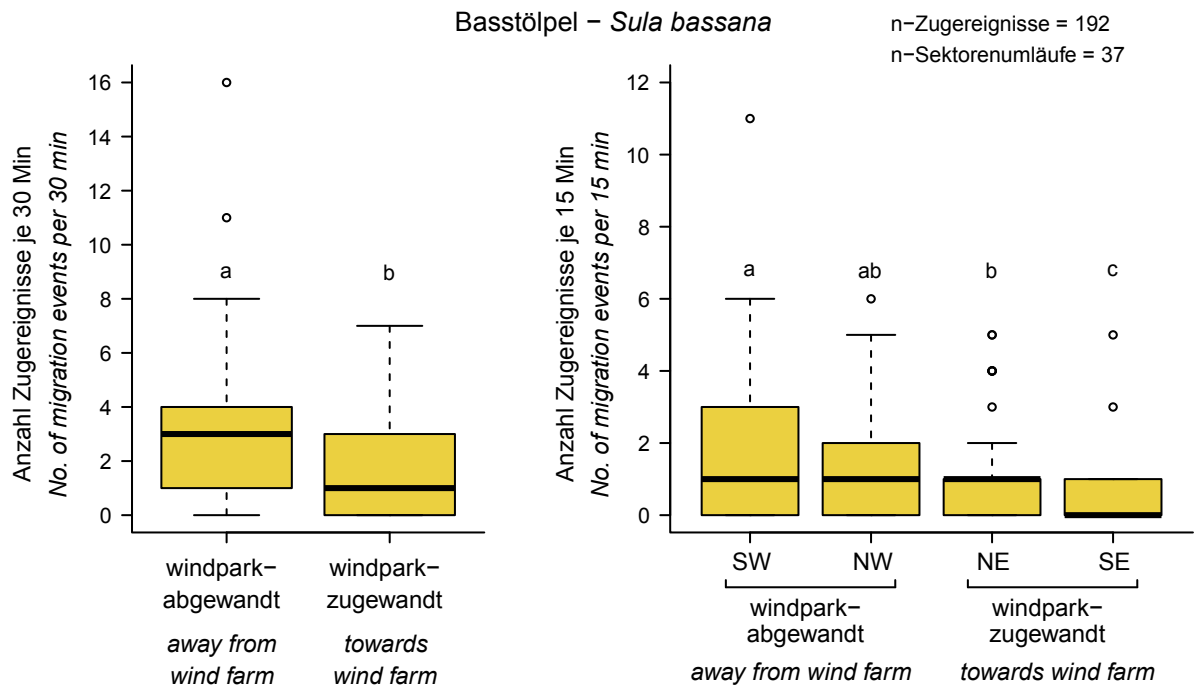 Basstölpel − Sula bassana
n−Zugereignisse = 192
n−Sektorenumläufe = 37
Anzahl Zugereignisse je 30 Min
No. of migration events per 30 min
16
14
12
10
8
6
4
2
0
a
b
windpark−
abgewandt
away from
wind farm
windpark−
zugewandt
towards
wind farm
Anzahl Zugereignisse je 15 Min
No. of migration events per 15 min
12
10
8
6
4
2
0
a
ab
b
c
SW
NW
NE
SE
windpark−
abgewandt
away from wind farm
windpark−
zugewandt
towards wind farm